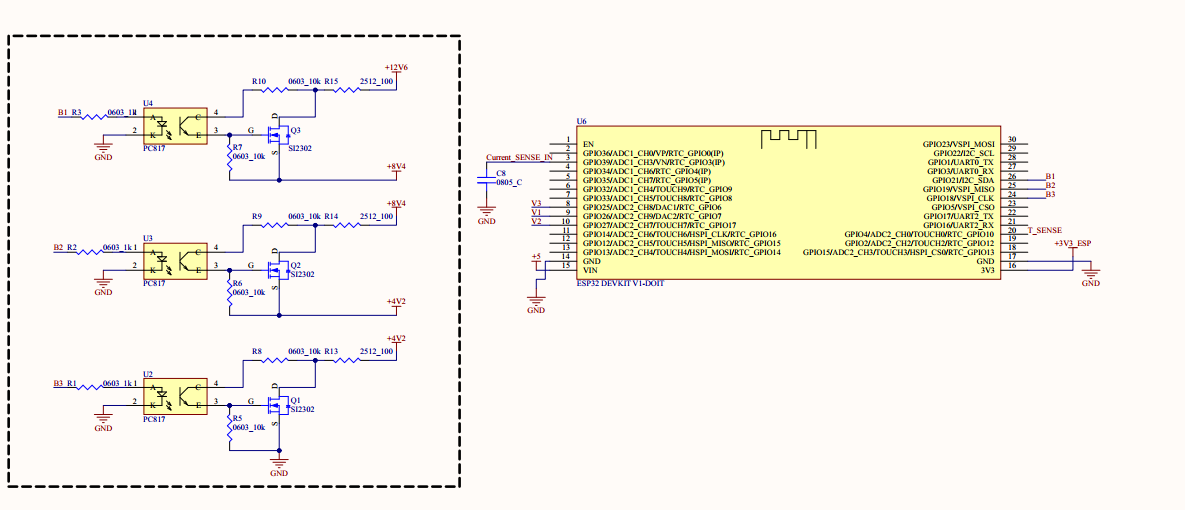 +12V6
R10 0603_10k R15 2512_100
U4
B1 R3 0603_1k 1 A C 4
2 K E 3 G D Q3
PC817 S SI2302
GND
R7
0603_10k
+8V4
+8V4
R9 0603_10k R14 2512_100
U3
B2 R2 0603_1k 1 A C 4
2 K E 3 G D Q2
PC817 S SI2302
GND
R6
0603_10k
+4V2
+4V2
R8 0603_10k R13 2512_100
U2
B3 R1 0603_1k 1 A C 4
2 K E 3 G D Q1
PC817 S SI2302
GND
R5
0603_10k
GND
Current_SENSE_IN
C8
0805_C
GND
V3
V1
V2
+5
GND
U6
1 EN
2 GPIO36/ADC1_CH0/VP/RTC_GPIO0(IP)
3 GPIO39/ADC1_CH3/VN/RTC_GPIO3(IP)
4 GPIO34/ADC1_CH6/RTC_GPIO4(IP)
5 GPIO35/ADC1_CH7/RTC_GPIO5(IP)
6 GPIO32/ADC1_CH4/TOUCH9/RTC_GPIO9
7 GPIO33/ADC1_CH5/TOUCH8/RTC_GPIO8
8 GPIO25/ADC2_CH8/DAC1/RTC_GPIO6
9 GPIO26/ADC2_CH9/DAC2/RTC_GPIO7
10 GPIO27/ADC2_CH7/TOUCH7/RTC_GPIO17
11 GPIO14/ADC2_CH6/TOUCH6/HSPI_CLK/RTC_GPIO16
12 GPIO12/ADC2_CH5/TOUCH5/HSPI_MISO/RTC_GPIO15
13 GPIO13/ADC2_CH4/TOUCH4/HSPI_MOSI/RTC_GPIO14
14 GND
15 VIN
GPIO23/VSPI_MOSI 30
GPIO22/I2C_SCL 29
GPIO1/UART0_TX 28
GPIO3/UART0_RX 27
GPIO21/I2C_SDA 26 B1
GPIO19/VSPI_MISO 25 B2
GPIO18/VSPI_CLK 24 B3
GPIO5/VSPI_CSO 23
GPIO17/UART2_TX 22
GPIO16/UART2_RX 21
GPIO4/ADC2_CH0/TOUCH0/RTC_GPIO10 20 T_SENSE
GPIO2/ADC2_CH2/TOUCH2/RTC_GPIO12 19
GPIO15/ADC2_CH3/TOUCH3/HSPI_CS0/RTC_GPIO13 18
GND 17
3V3 16
+3V3_ESP
GND
ESP32 DEVKIT V1-DOIT